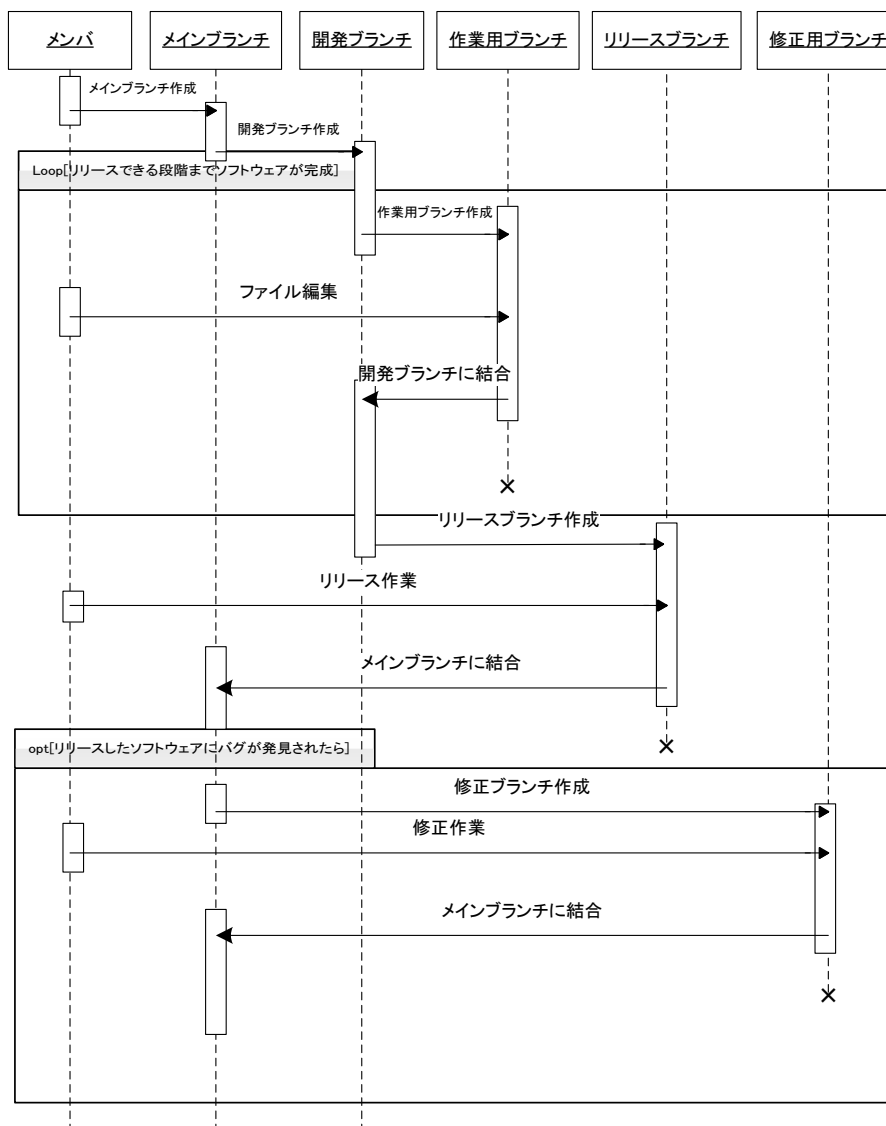 メンバ
メインブランチ
開発ブランチ
作業用ブランチ
リリースブランチ
修正用ブランチ
メインブランチ作成
開発ブランチ作成
Loop[リリースできる段階までソフトウェアが完成]
作業用ブランチ作成
ファイル編集
開発ブランチに結合
リリースブランチ作成
リリース作業
メインブランチに結合
opt[リリースしたソフトウェアにバグが発見されたら]
修正ブランチ作成
修正作業
メインブランチに結合